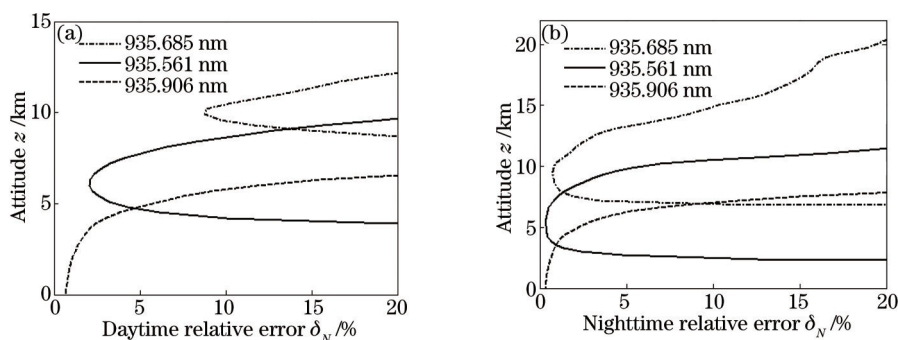 (a)
935.685 nm
935.561 nm
935.906 nm
15
10
5
0
Attitude z /km
0 5 10 15 20
Daytime relative error δN /%
(b)
935.685 nm
935.561 nm
935.906 nm
20
15
10
5
0
Attitude z /km
0 5 10 15 20
Nighttime relative error δN /%